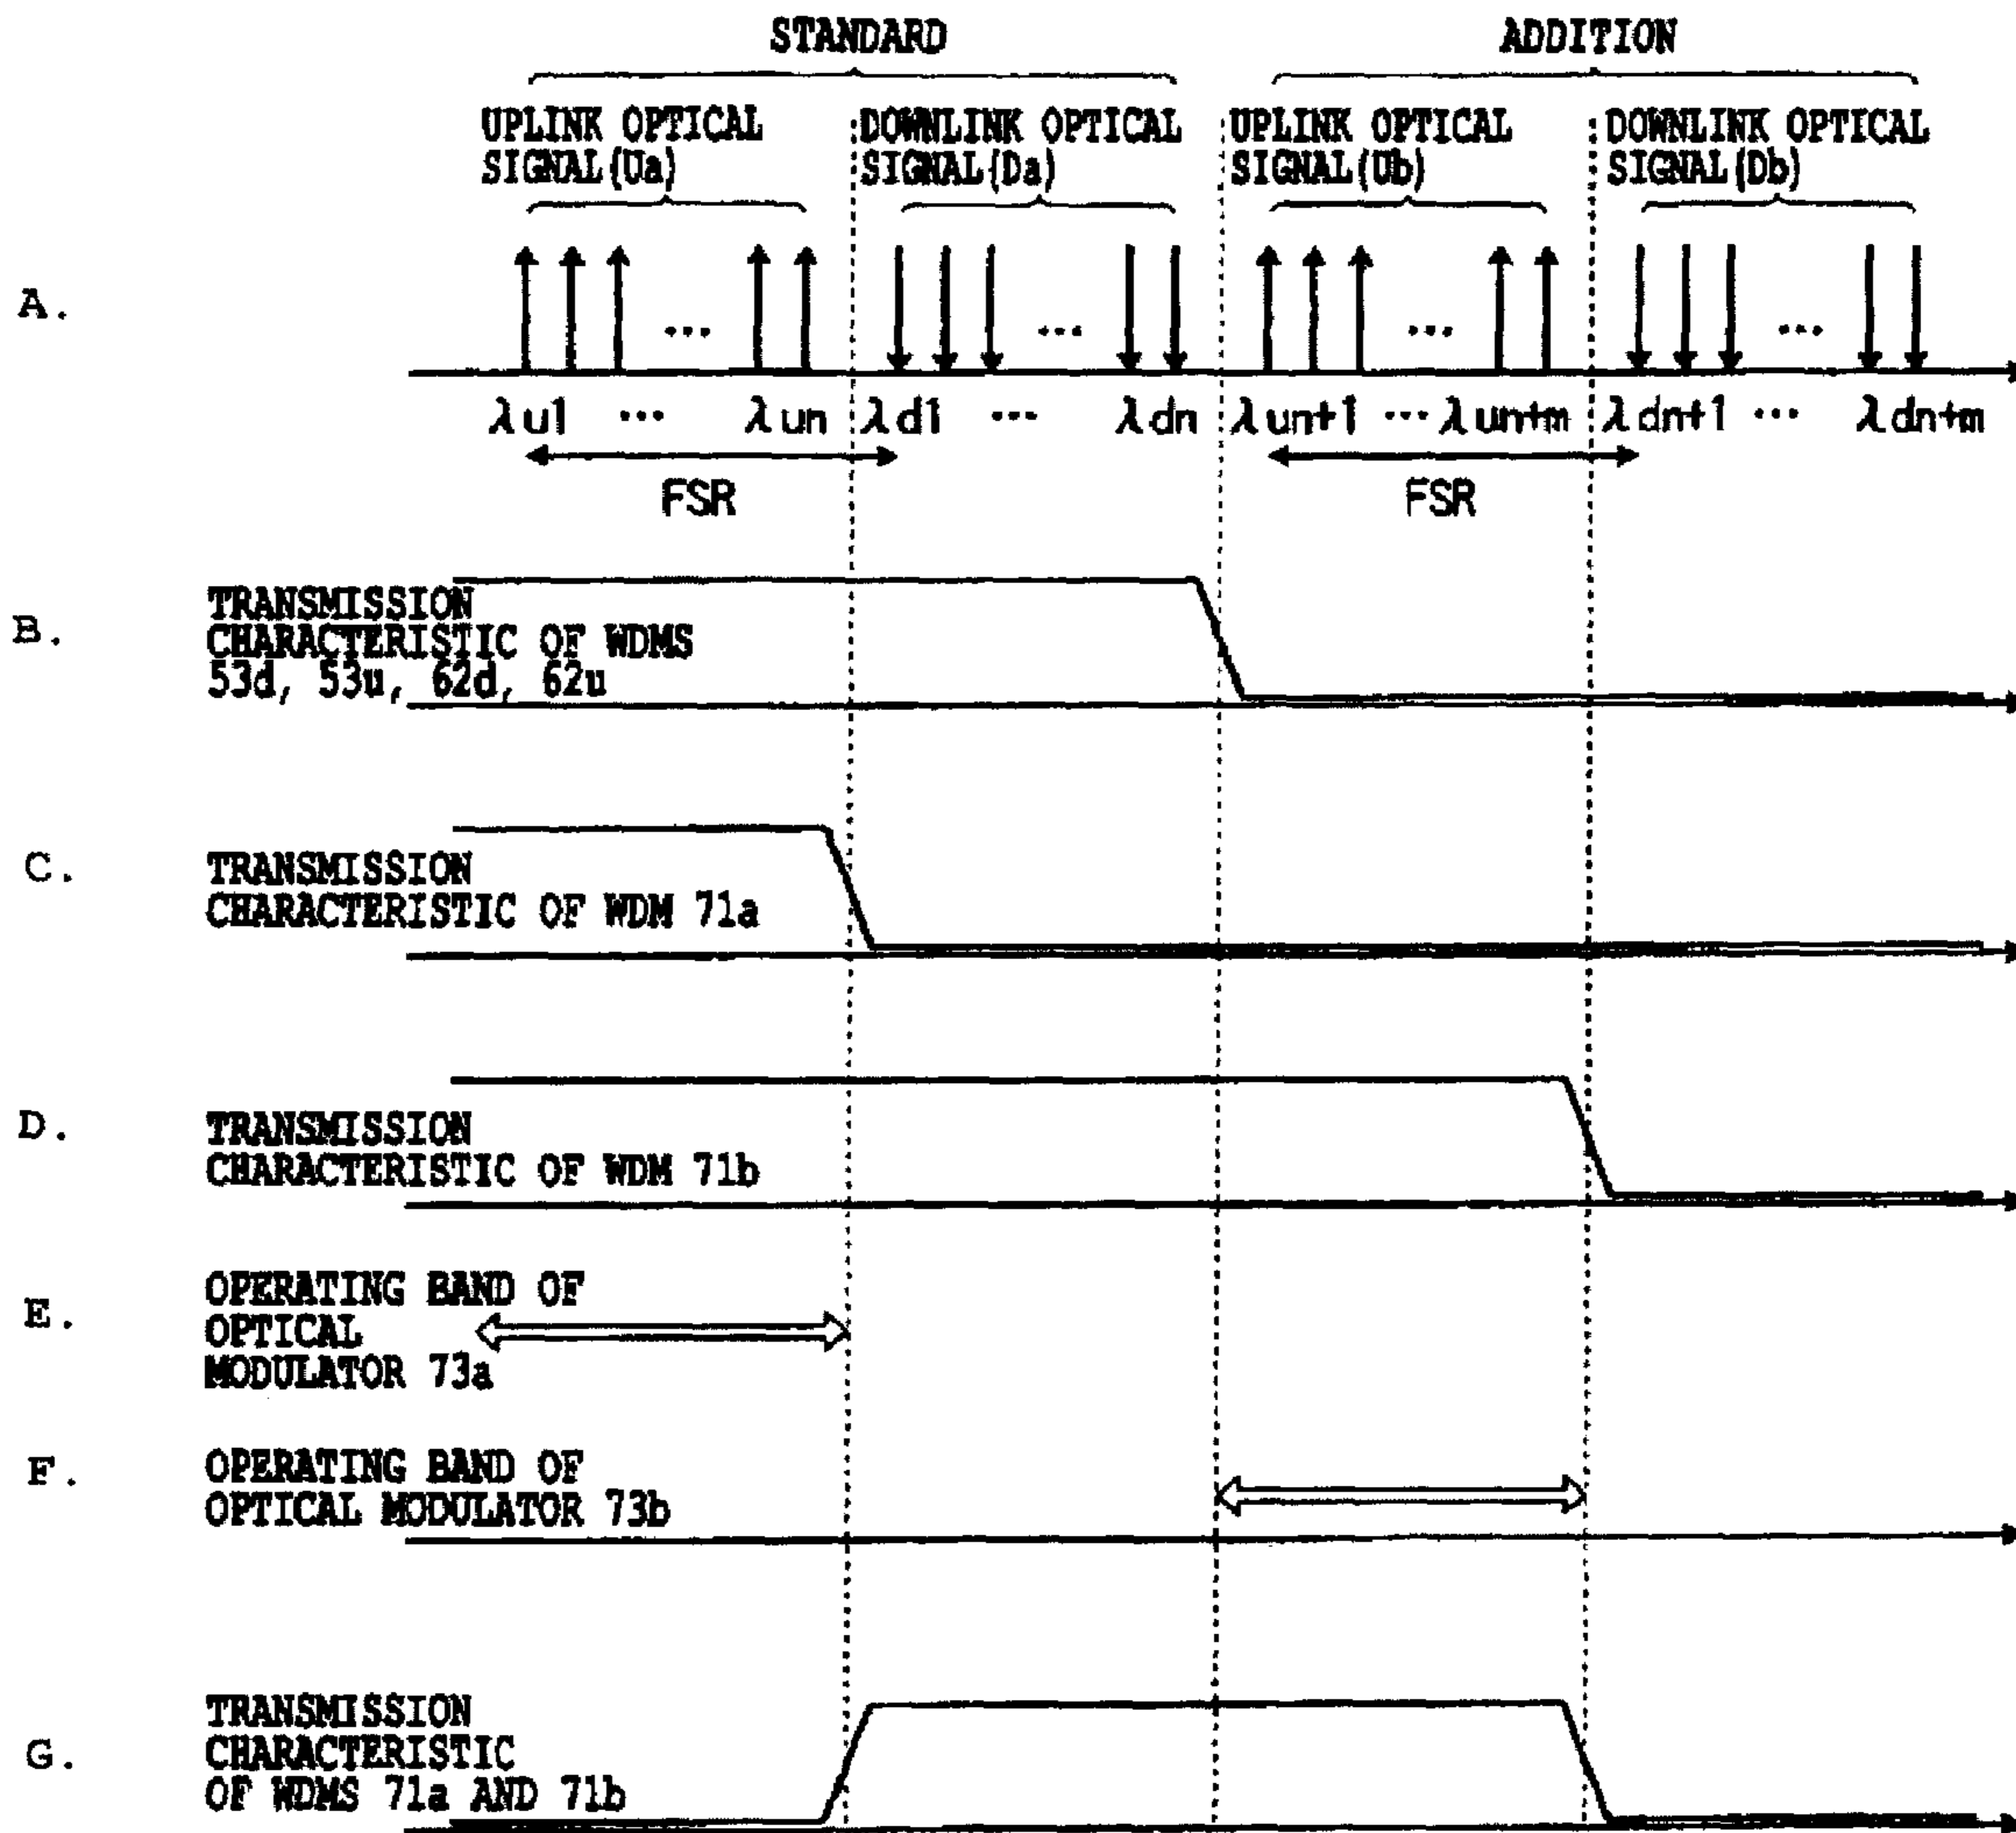 STANDARD ADDITION
UPLINK OPTICAL SIGNAL(Ua) DOWNLINK OPTICAL SIGNAL(Da) UPLINK OPTICAL SIGNAL(Ub) DOWNLINK OPTICAL SIGNAL(Db)
A.
... ... ... ...
λu1 ... λun λd1 ... λdn λun+1 ... λun+m λdn+1 ... λdn+m
FSR FSR
B.
TRANSMISSION
CHARACTERISTIC OF WDMS
53d, 53u, 62d, 62u
C.
TRANSMISSION
CHARACTERISTIC OF WDM 71a
D.
TRANSMISSION
CHARACTERISTIC OF WDM 71b
E.
OPERATING BAND OF
OPTICAL
MODULATOR 73a
F.
OPERATING BAND OF
OPTICAL MODULATOR 73b
G.
TRANSMISSION
CHARACTERISTIC
OF WDMS 71a AND 71b